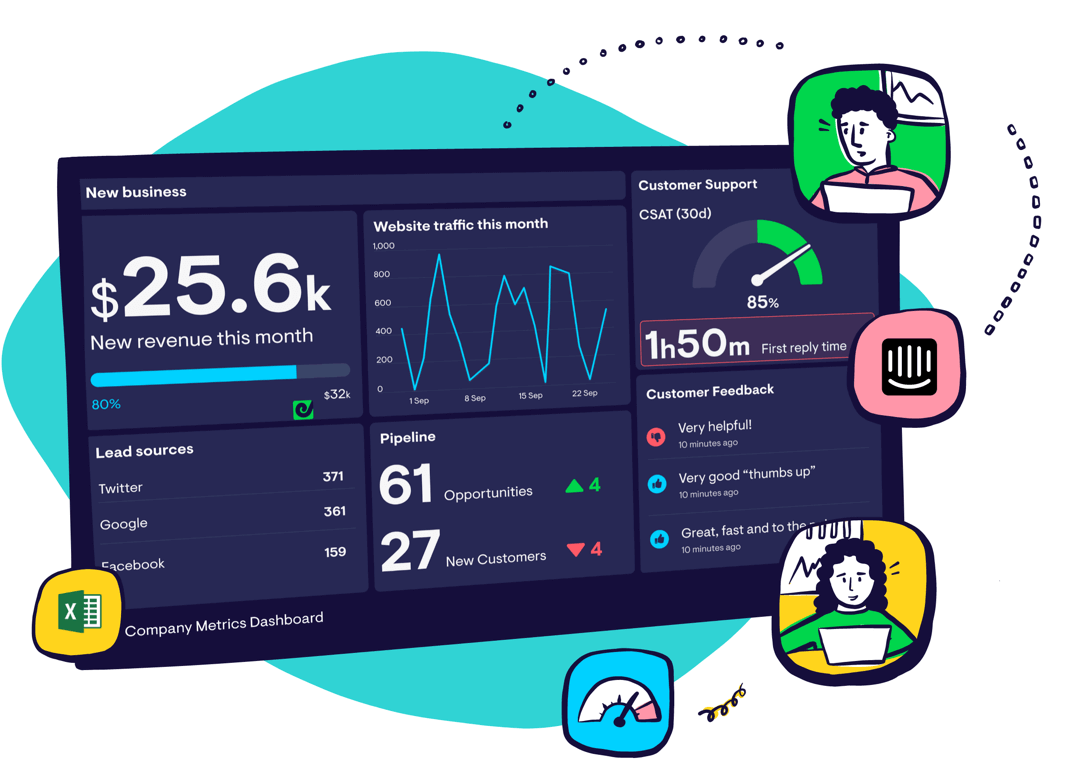 New business
$25.6k
New revenue this month
80%
$32k
Website traffic this month
1,000
800
600
400
200
0
1 Sep
8 Sep
15 Sep
22 Sep
Customer Support
CSAT (30d)
85%
1h50m First reply time
Lead sources
Twitter 371
Google 361
Facebook 159
Pipeline
61 Opportunities 4
27 New Customers 4
Customer Feedback
Very helpful!
10 minutes ago
Very good “thumbs up”
10 minutes ago
Great, fast and to the
10 minutes ago
X
Company Metrics Dashboard